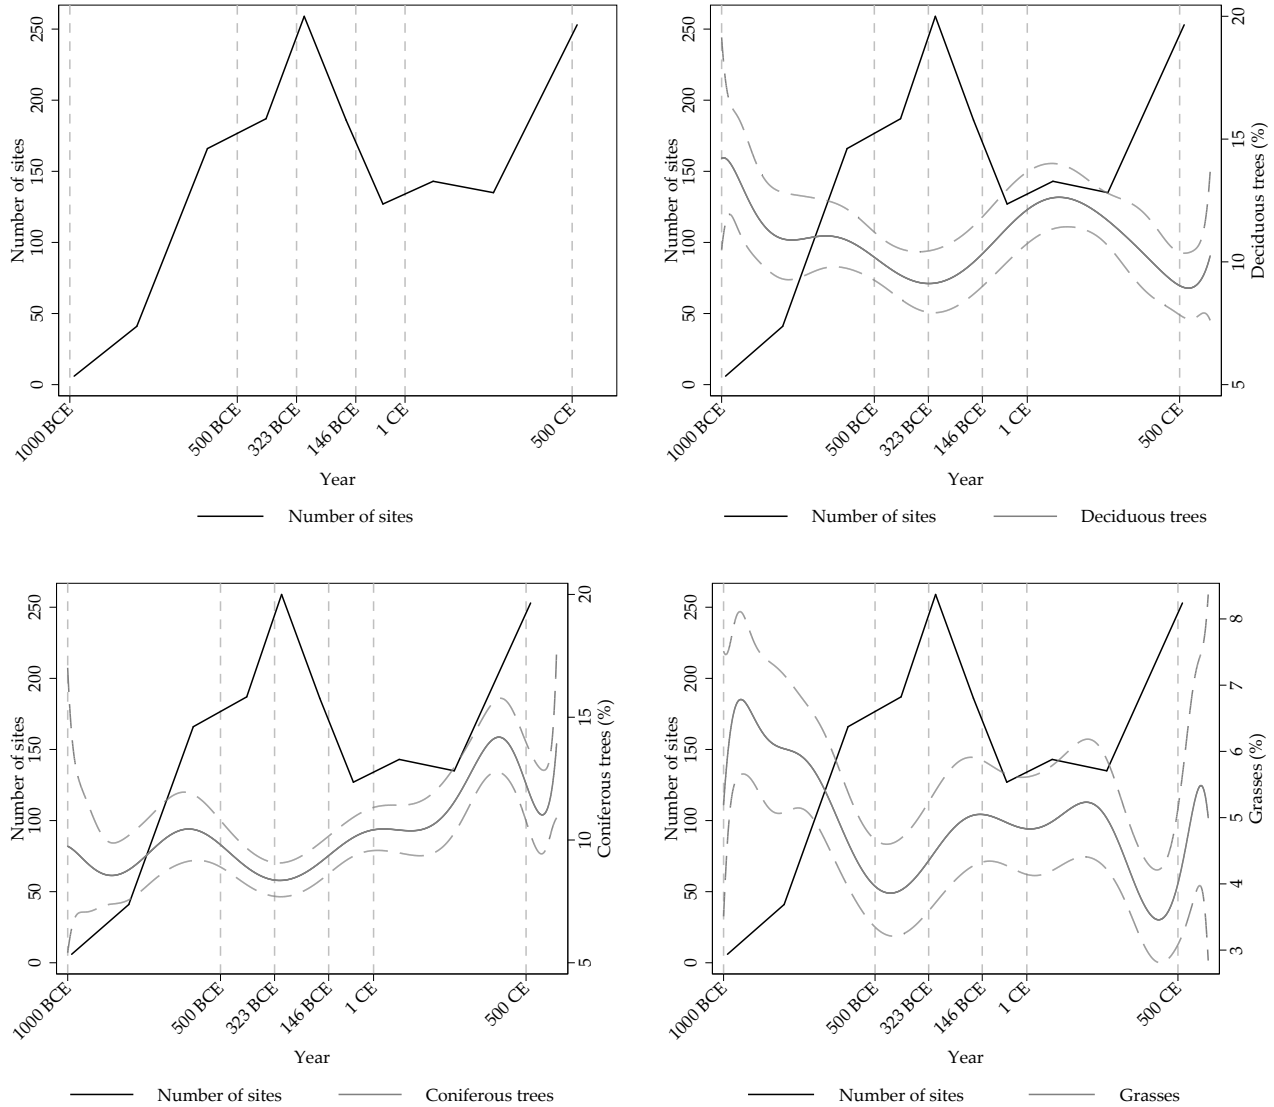 Number of sites
0 50 100 150 200 250
1000 BCE 500 BCE 323 BCE 146 BCE 1 CE 500 CE
Year
Number of sites
Number of sites
0 50 100 150 200 250
Deciduous trees (%)
5 10 15 20
1000 BCE 500 BCE 323 BCE 146 BCE 1 CE 500 CE
Year
Number of sites Deciduous trees
Number of sites
0 50 100 150 200 250
Coniferous trees (%)
5 10 15 20
1000 BCE 500 BCE 323 BCE 146 BCE 1 CE 500 CE
Year
Number of sites Coniferous trees
Number of sites
0 50 100 150 200 250
Grasses (%)
3 4 5 6 7 8
1000 BCE 500 BCE 323 BCE 146 BCE 1 CE 500 CE
Year
Number of sites Grasses